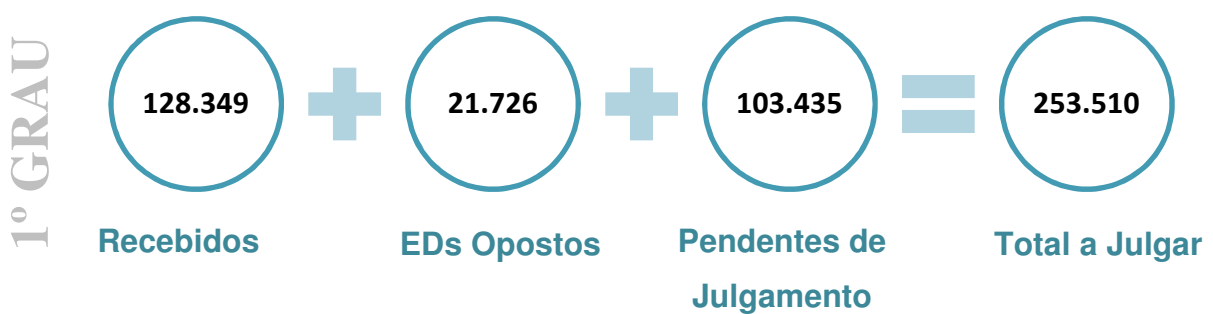 1º GRAU
128.349
21.726
103.435
253.510
Recebidos
EDs Opostos
Pendentes de
Julgamento
Total a Julgar